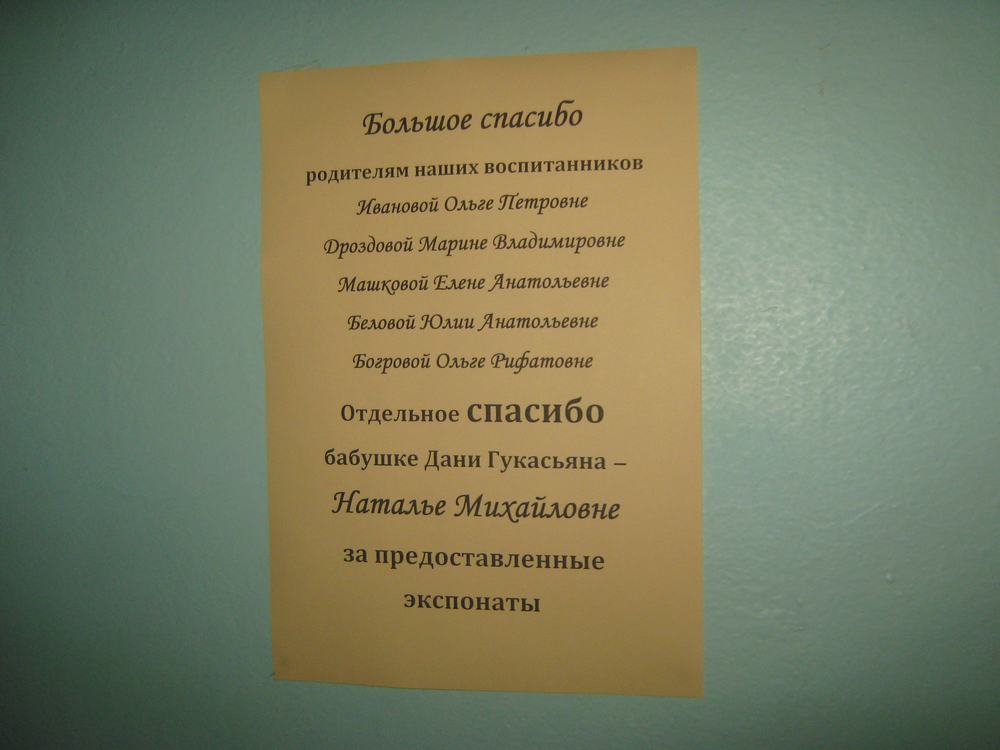 Большое спасибо
родителям наших воспитанников
Ивановой Ольге Петровне
Дроздовой Марине Владимировне
Машковой Елене Анатольевне
Беловой Юлии Анатольевне
Богровой Ольге Рифатовне
Отдельное спасибо
бабушке Дани Гукасьяна –
Наталье Михайловне
за предоставленные
экспонаты